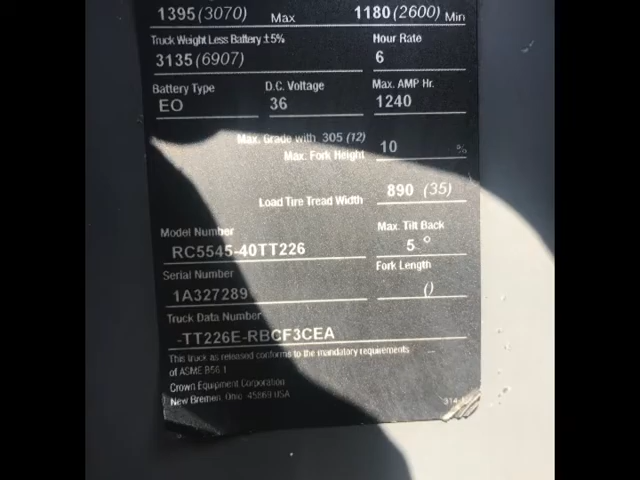 1395 (3070) Max 1180 (2600) Min
Truck Weight Less Battery ±5% Hour Rate
3135 (6907) 6
Battery Type D.C. Voltage Max. AMP Hr.
EO 36 1240
Max. Grade with 305 (12)
Max. Fork Height 10 %
Load Tire Tread Width 890 (35)
Model Number Max. Tilt Back
RC5545-40TT226 5 °
Serial Number Fork Length
1A327289 ()
Truck Data Number
-TT226E-RBCF3CEA
This truck as released conforms to the mandatory requirements
of ASME B56.1
Crown Equipment Corporation
New Bremen, Ohio 45869 USA